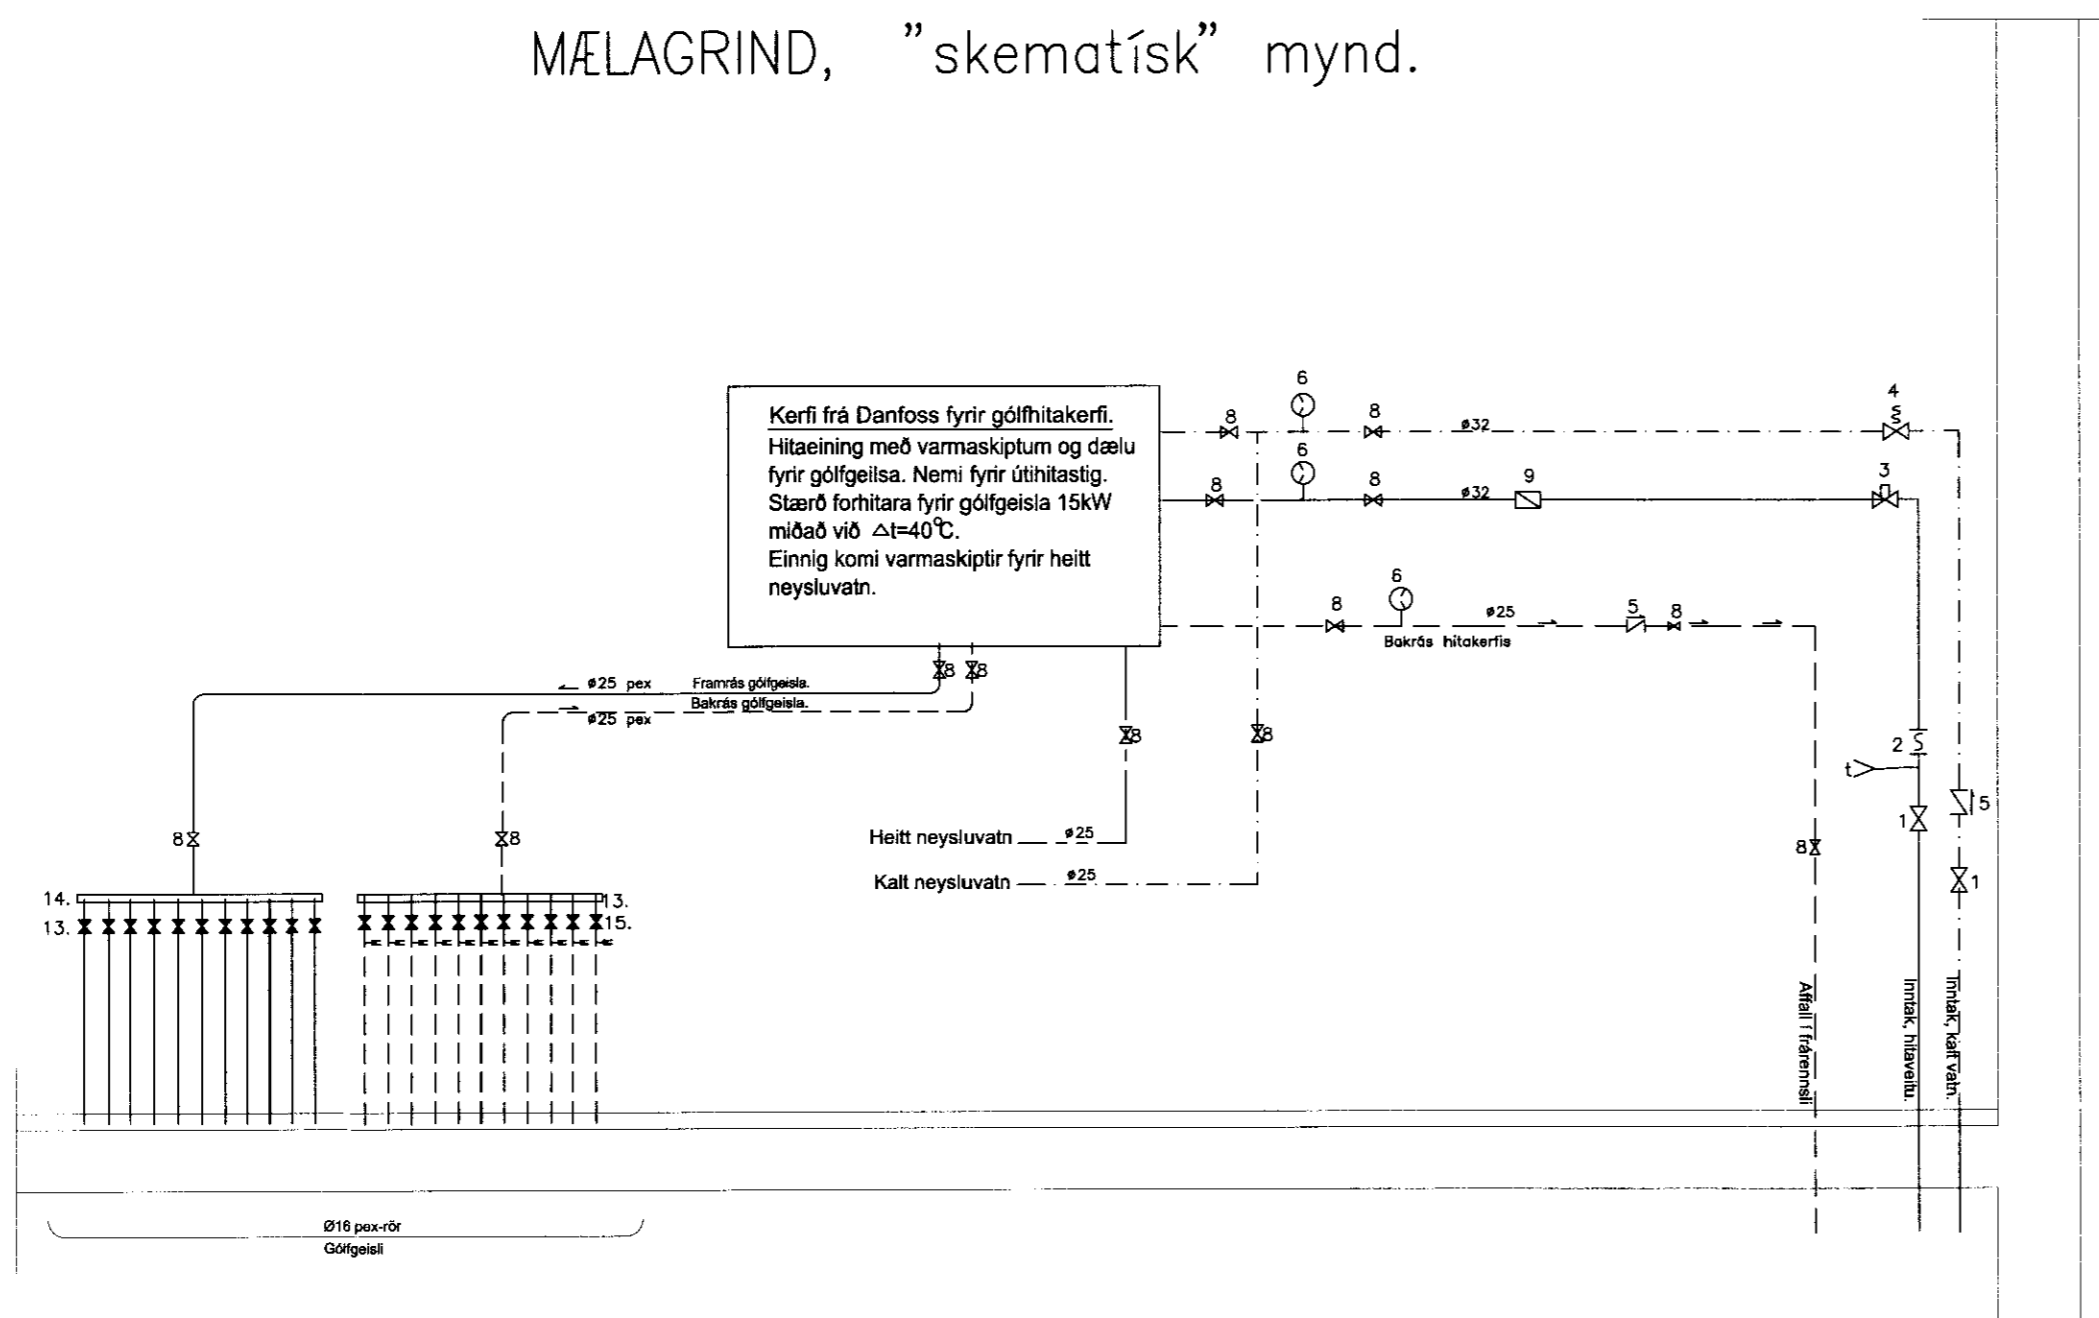 MÆLAGRIND, ”skematísk” mynd.
Kerfi frá Danfoss fyrir gólfhitakerfi.
Hitaeining með varmaskiptum og dælu
fyrir gólfgeilsa. Nemi fyrir útihitastig.
Stærð forhitara fyrir gólfgeisla 15kW
miðað við Δt=40°C.
Einnig komi varmaskiptir fyrir heitt
neysluvatn.
8
6
8
ø32
4
8
6
8
ø32
9
3
8
6
ø25
5
8
Bakrás hitakerfis
8
8
ø25 pex
Framrás gólfgeisla.
Bakrás gólfgeisla.
ø25 pex
8
8
2
t
5
1
8
8
8
1
Heitt neysluvatn
ø25
Kalt neysluvatn
ø25
14.
13.
13.
15.
Affall í frárennsli
Inntak, hitaveitu.
Inntak, kalt vatn.
Ø16 pex-rör
Gólfgeisli